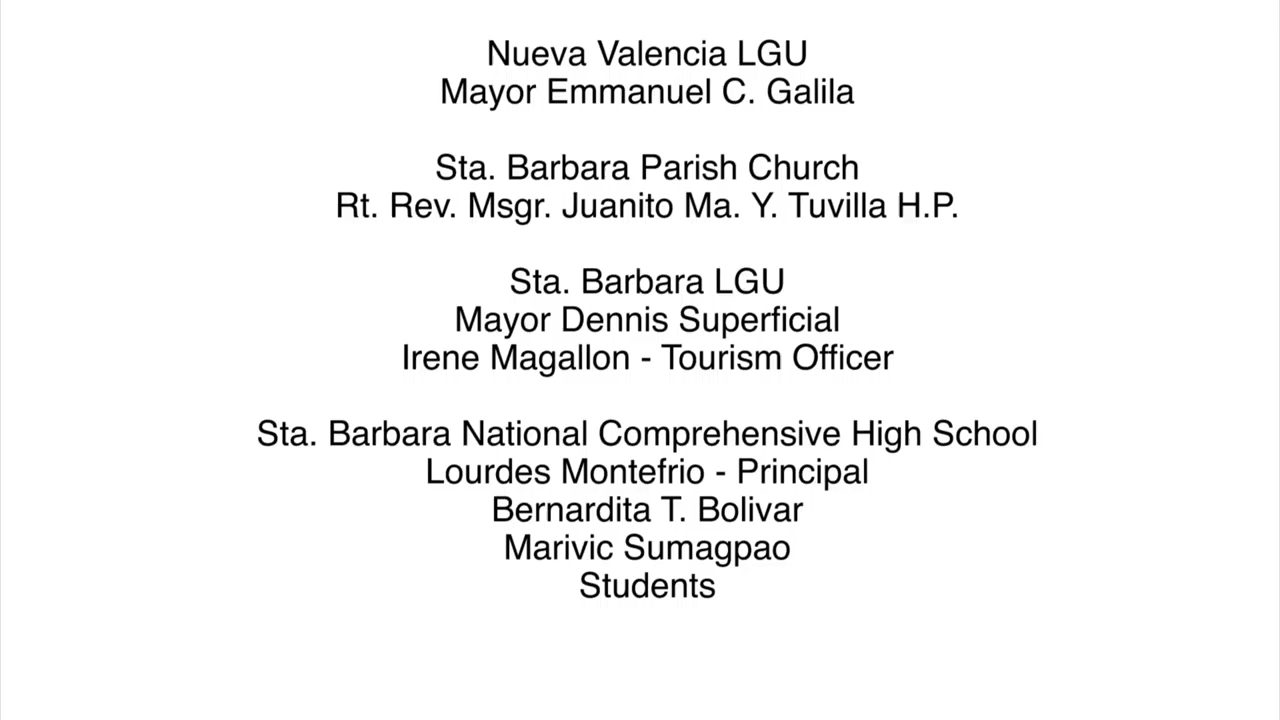 Nueva Valencia LGU
Mayor Emmanuel C. Galila
Sta. Barbara Parish Church
Rt. Rev. Msgr. Juanito Ma. Y. Tuvilla H.P.
Sta. Barbara LGU
Mayor Dennis Superficial
Irene Magallon - Tourism Officer
Sta. Barbara National Comprehensive High School
Lourdes Montefrio - Principal
Bernardita T. Bolivar
Marivic Sumagpao
Students